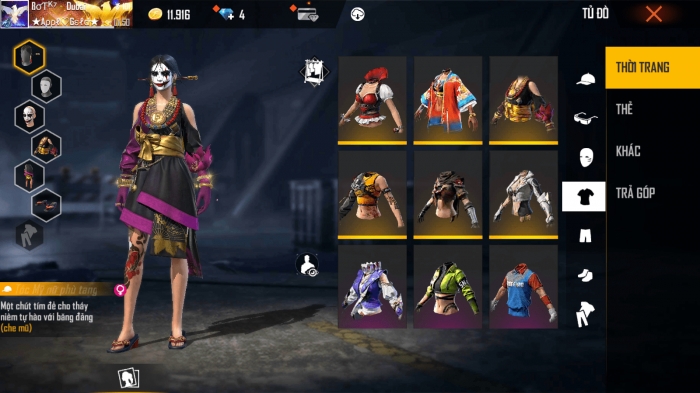 11.916
4
TỦ ĐỒ
THỜI TRANG
THẺ
KHÁC
TRẢ GÓP
Một chút tím để cho thấy
niềm tự hào với băng đảng
(che mũ)